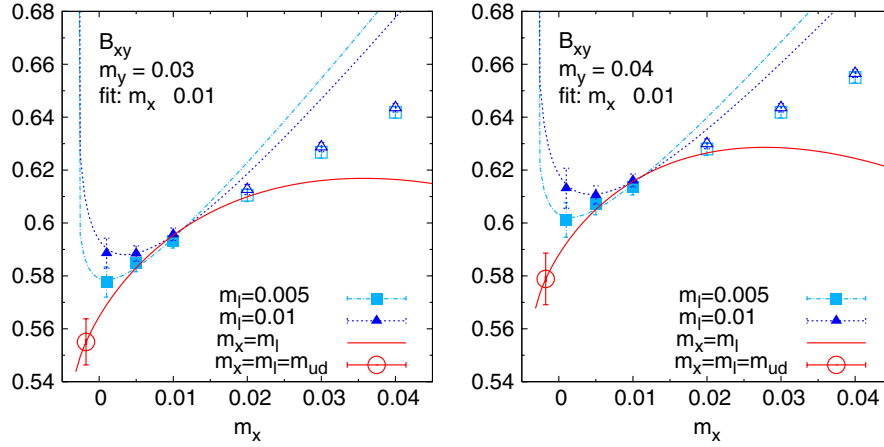 0.68
0.66
0.64
0.62
0.6
0.58
0.56
0.54
B_xy
m_y = 0.03
fit: m_x 0.01
m_l=0.005
m_l=0.01
m_x=m_l
m_x=m_l=m_ud
0 0.01 0.02 0.03 0.04
m_x
0.68
0.66
0.64
0.62
0.6
0.58
0.56
0.54
B_xy
m_y = 0.04
fit: m_x 0.01
m_l=0.005
m_l=0.01
m_x=m_l
m_x=m_l=m_ud
0 0.01 0.02 0.03 0.04
m_x